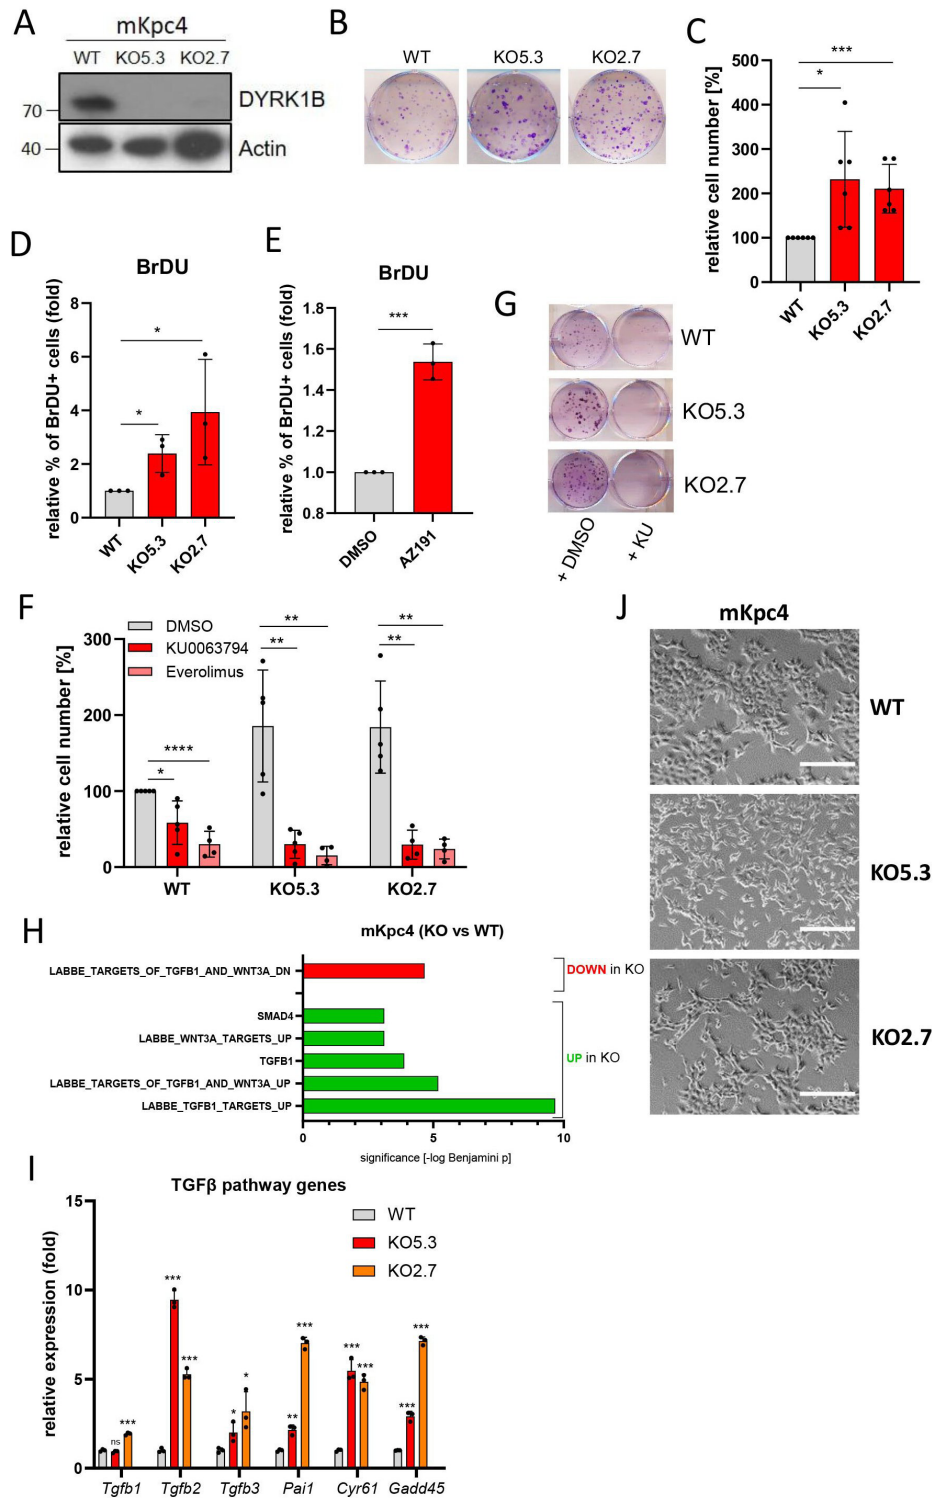 A
mKpc4
WT KO5.3 KO2.7
70
DYRK1B
40
Actin
B
WT KO5.3 KO2.7
C
relative cell number [%]
500
400
300
200
100
0
***
*
WT KO5.3 KO2.7
D
BrDU
relative % of BrDU+ cells (fold)
8
6
4
2
0
*
*
WT KO5.3 KO2.7
E
BrDU
relative % of BrDU+ cells (fold)
1.8
1.6
1.4
1.2
1.0
0.8
***
DMSO AZ191
G
WT
KO5.3
KO2.7
+ DMSO + KU
F
DMSO
KU0063794
Everolimus
relative cell number [%]
300
200
100
0
****
*
**
**
**
**
WT KO5.3 KO2.7
J
mKpc4
WT
KO5.3
KO2.7
H
mKpc4 (KO vs WT)
LABBE_TARGETS_OF_TGFB1_AND_WNT3A_DN
DOWN in KO
SMAD4
LABBE_WNT3A_TARGETS_UP
TGFB1
UP in KO
LABBE_TARGETS_OF_TGFB1_AND_WNT3A_UP
LABBE_TGFB1_TARGETS_UP
0 5 10
significance [-log Benjamini p]
I
TGFβ pathway genes
WT
KO5.3
KO2.7
relative expression (fold)
15
10
5
0
ns *** *** *** * * ** *** *** *** *** ***
Tgfb1 Tgfb2 Tgfb3 Pai1 Cyr61 Gadd45